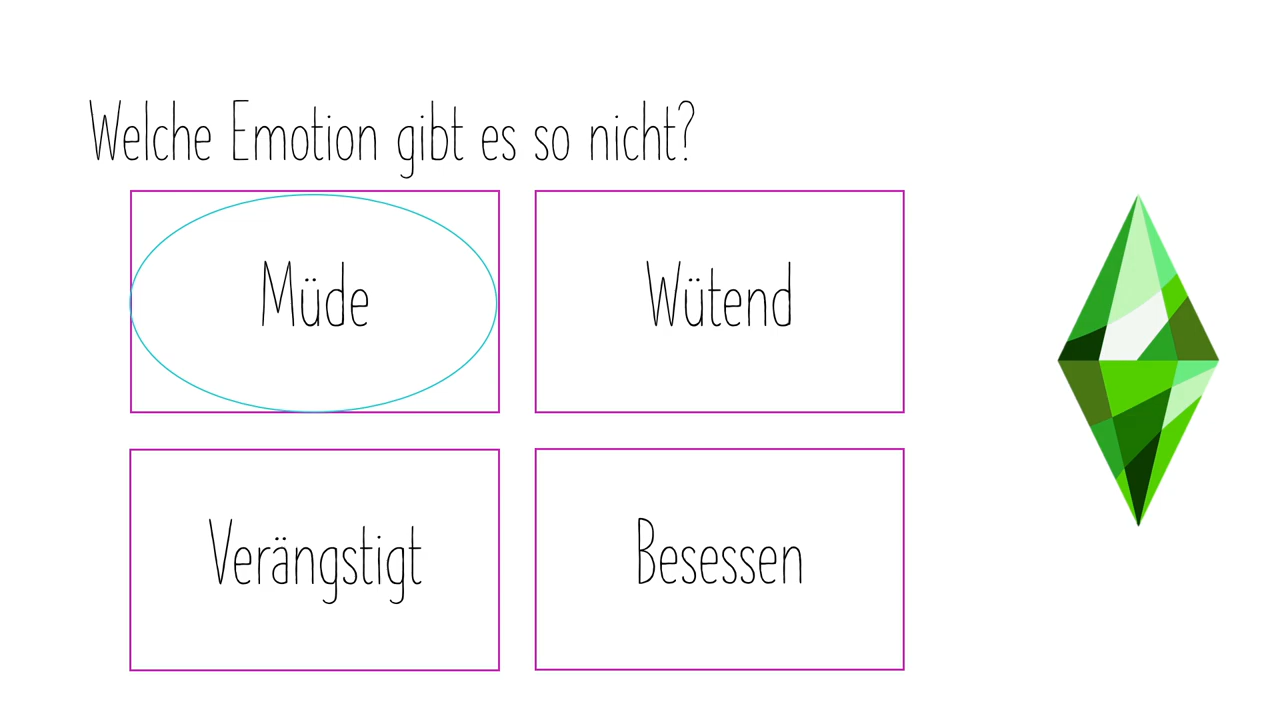 Welche Emotion gibt es so nicht?
Müde
Wütend
Verängstigt
Besessen